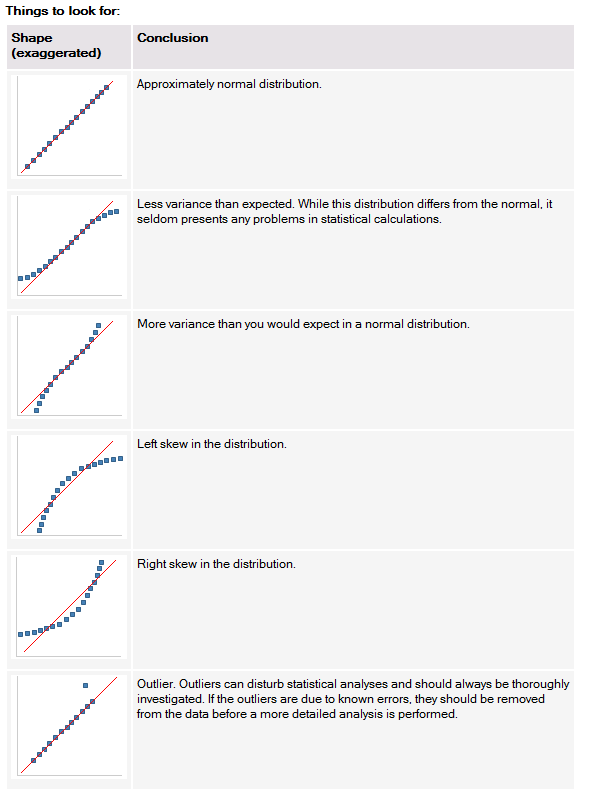 Things to look for:
Shape
(exaggerated)
Conclusion
Approximately normal distribution.
Less variance than expected. While this distribution differs from the normal, it
seldom presents any problems in statistical calculations.
More variance than you would expect in a normal distribution.
Left skew in the distribution.
Right skew in the distribution.
Outlier. Outliers can disturb statistical analyses and should always be thoroughly
investigated. If the outliers are due to known errors, they should be removed
from the data before a more detailed analysis is performed.